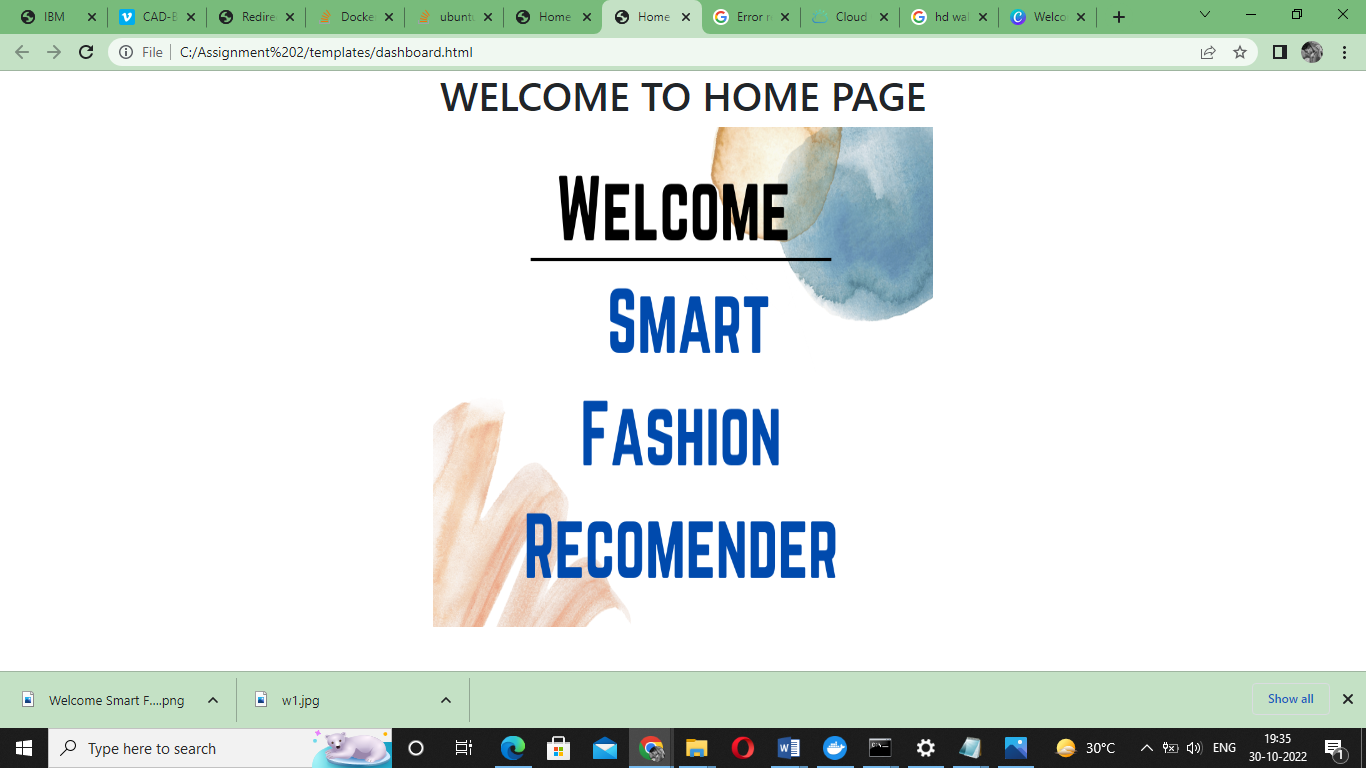 IBM
CAD-B
Redire
Docke
ubuntu
Home
Home
Error n
Cloud
hd wal
Welco
File
C:/Assignment%202/templates/dashboard.html
WELCOME TO HOME PAGE
WELCOME
SMART
FASHION
RECOMENDER
Welcome Smart F....png
w1.jpg
Show all
Type here to search
30°C
ENG
19:35
30-10-2022
1